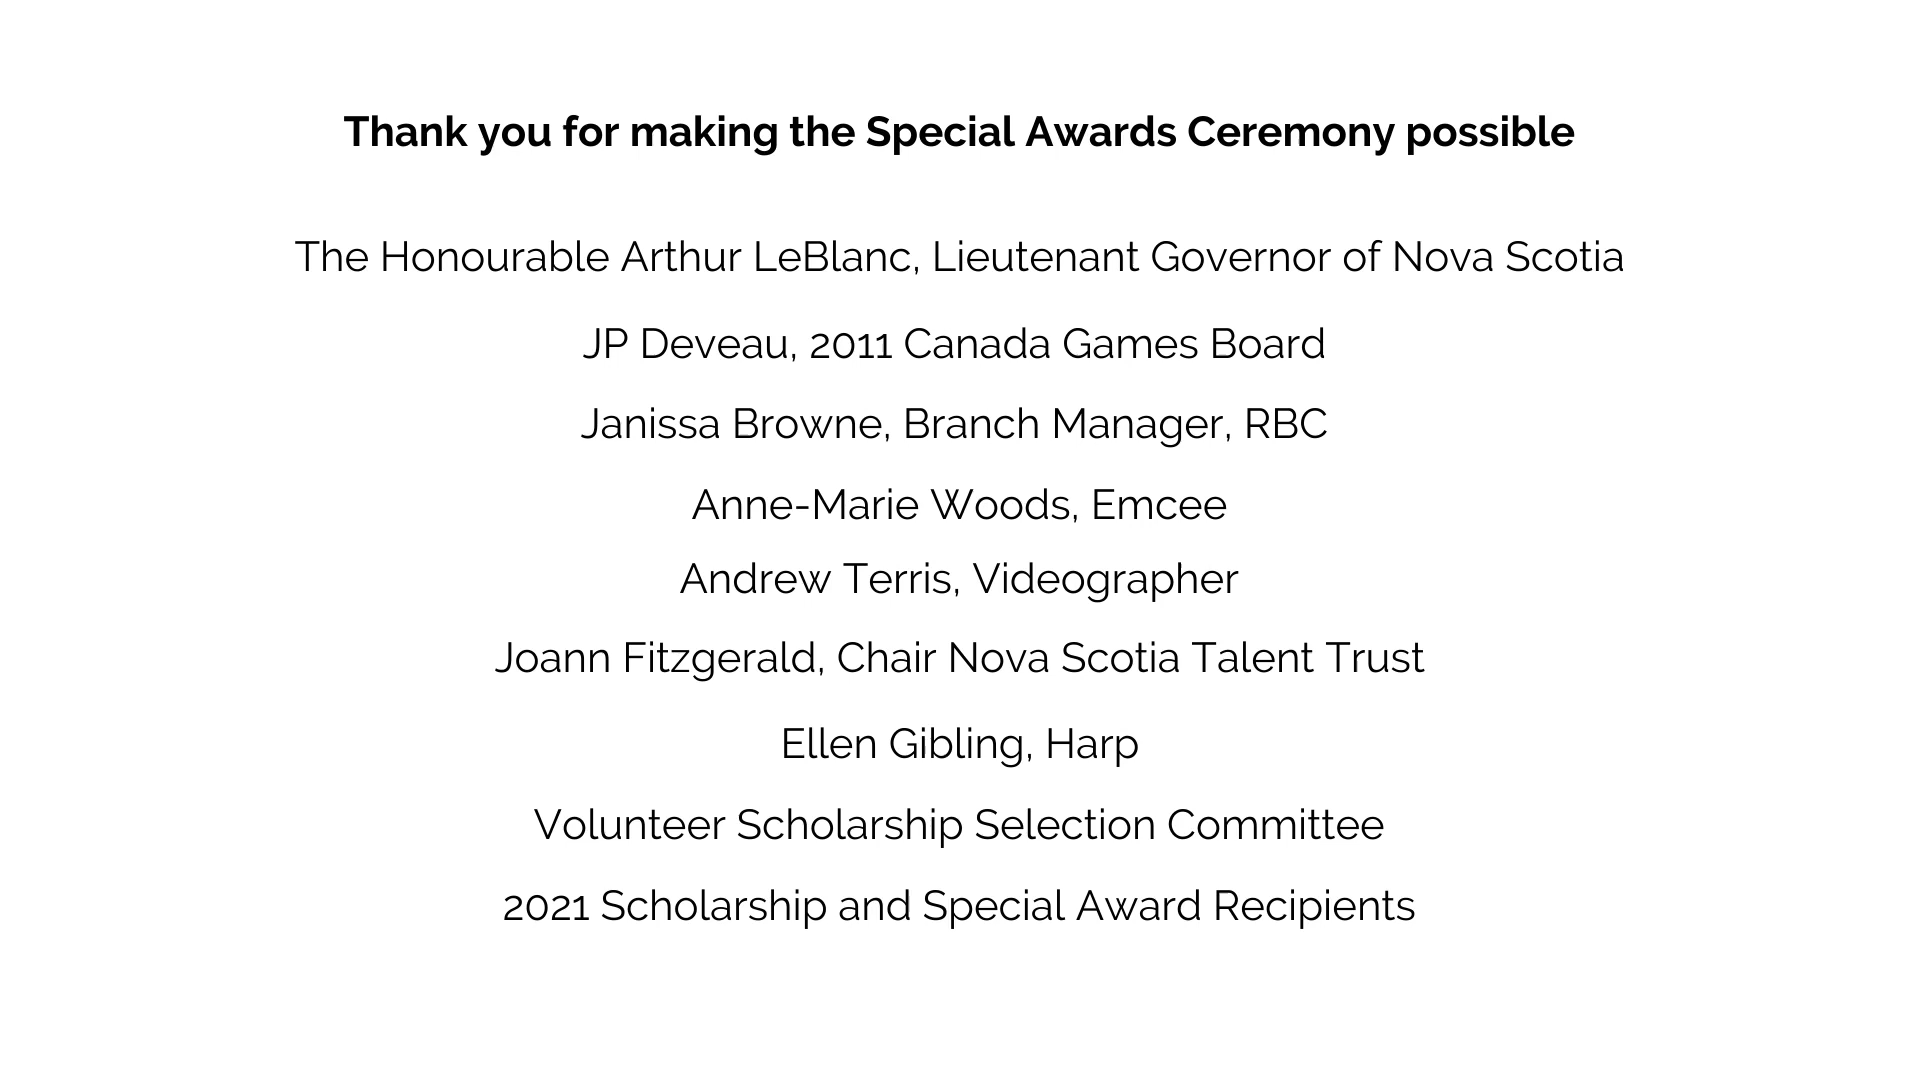 Thank you for making the Special Awards Ceremony possible
The Honourable Arthur LeBlanc, Lieutenant Governor of Nova Scotia
JP Deveau, 2011 Canada Games Board
Janissa Browne, Branch Manager, RBC
Anne-Marie Woods, Emcee
Andrew Terris, Videographer
Joann Fitzgerald, Chair Nova Scotia Talent Trust
Ellen Gibling, Harp
Volunteer Scholarship Selection Committee
2021 Scholarship and Special Award Recipients